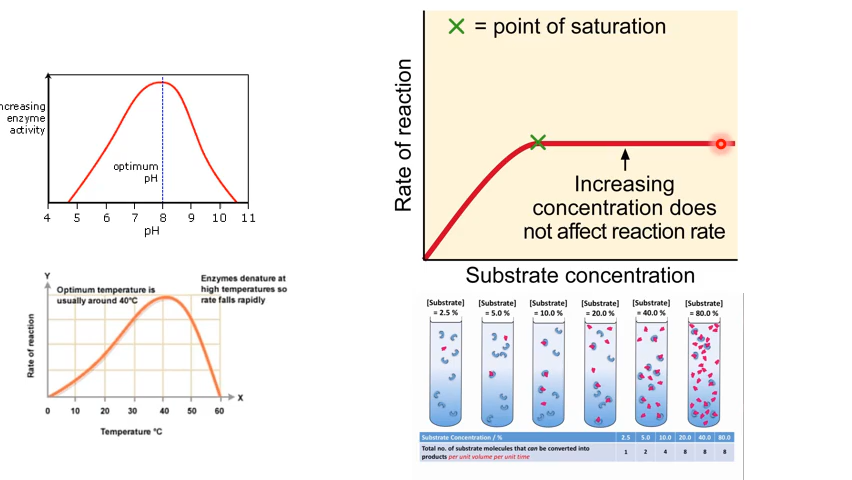 ncreasing
enzyme
activity
optimum
pH
4 5 6 7 8 9 10 11
pH
Y
Optimum temperature is
usually around 40°C
Enzymes denature at
high temperatures so
rate falls rapidly
Rate of reaction
X
0 10 20 30 40 50 60
Temperature °C
= point of saturation
Rate of reaction
Increasing
concentration does
not affect reaction rate
Substrate concentration
[Substrate] [Substrate] [Substrate] [Substrate] [Substrate] [Substrate]
= 2.5 % = 5.0 % = 10.0 % = 20.0 % = 40.0 % = 80.0 %
Substrate Concentration / % 2.5 5.0 10.0 20.0 40.0 80.0
Total no. of substrate molecules that can be converted into
products per unit volume per unit time 1 2 4 8 8 8